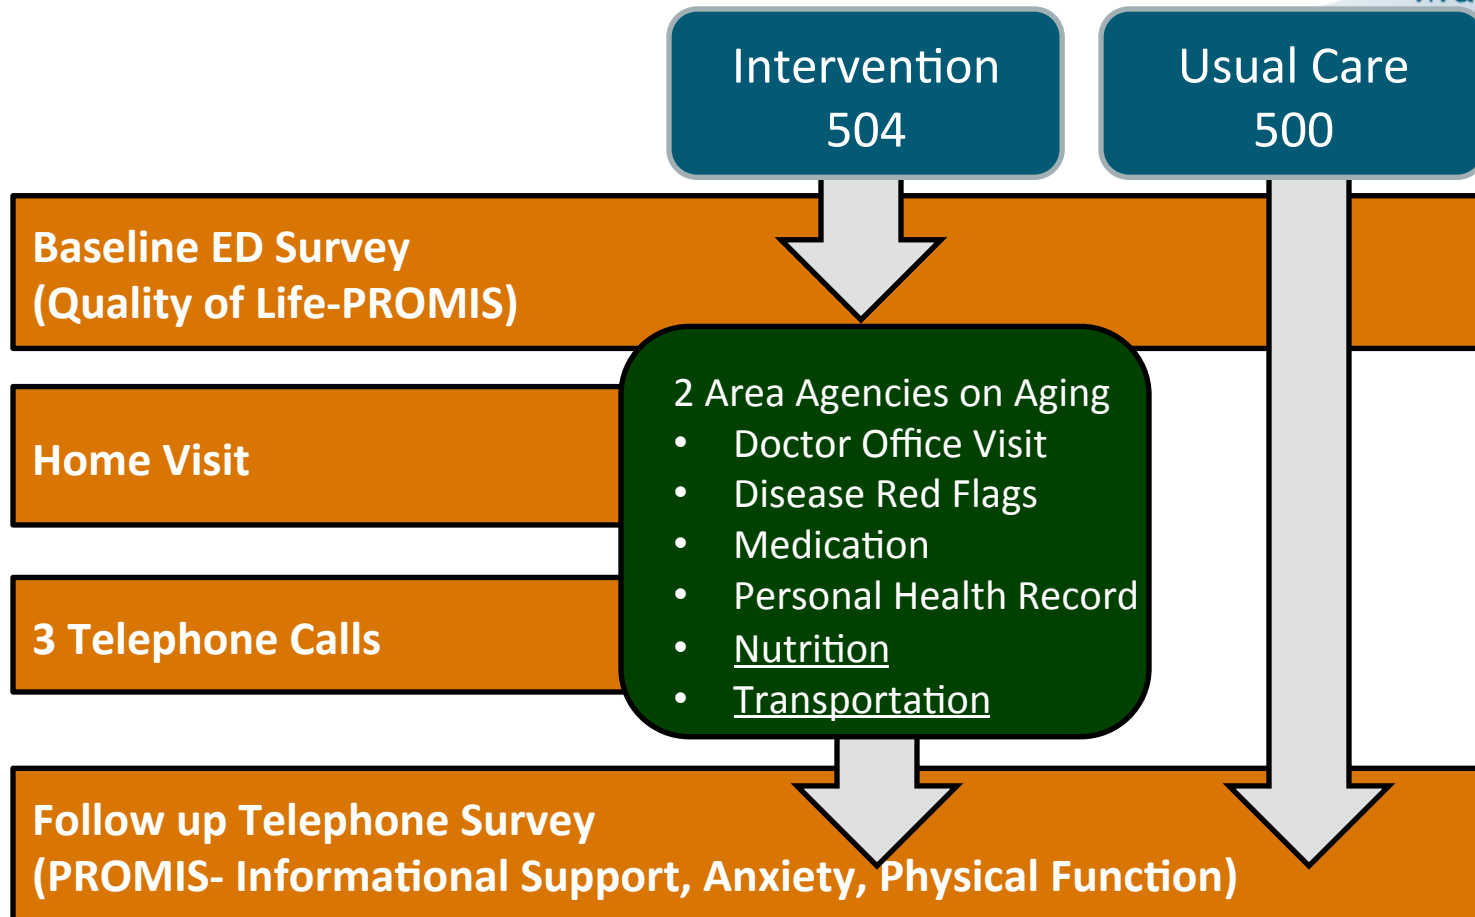 Intervention
504
Usual Care
500
Baseline ED Survey
(Quality of Life-PROMIS)
Home Visit
3 Telephone Calls
2 Area Agencies on Aging
• Doctor Office Visit
• Disease Red Flags
• Medication
• Personal Health Record
• Nutrition
• Transportation
Follow up Telephone Survey
(PROMIS- Informational Support, Anxiety, Physical Function)